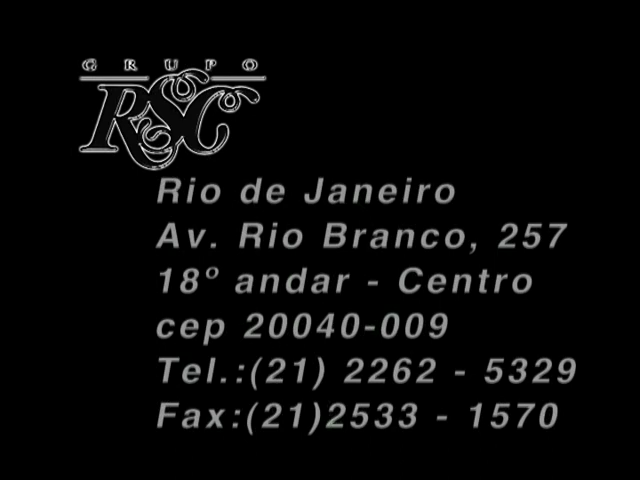 GRUPO
RSC
Rio de Janeiro
Av. Rio Branco, 257
18º andar - Centro
cep 20040-009
Tel.:(21) 2262 - 5329
Fax:(21)2533 - 1570